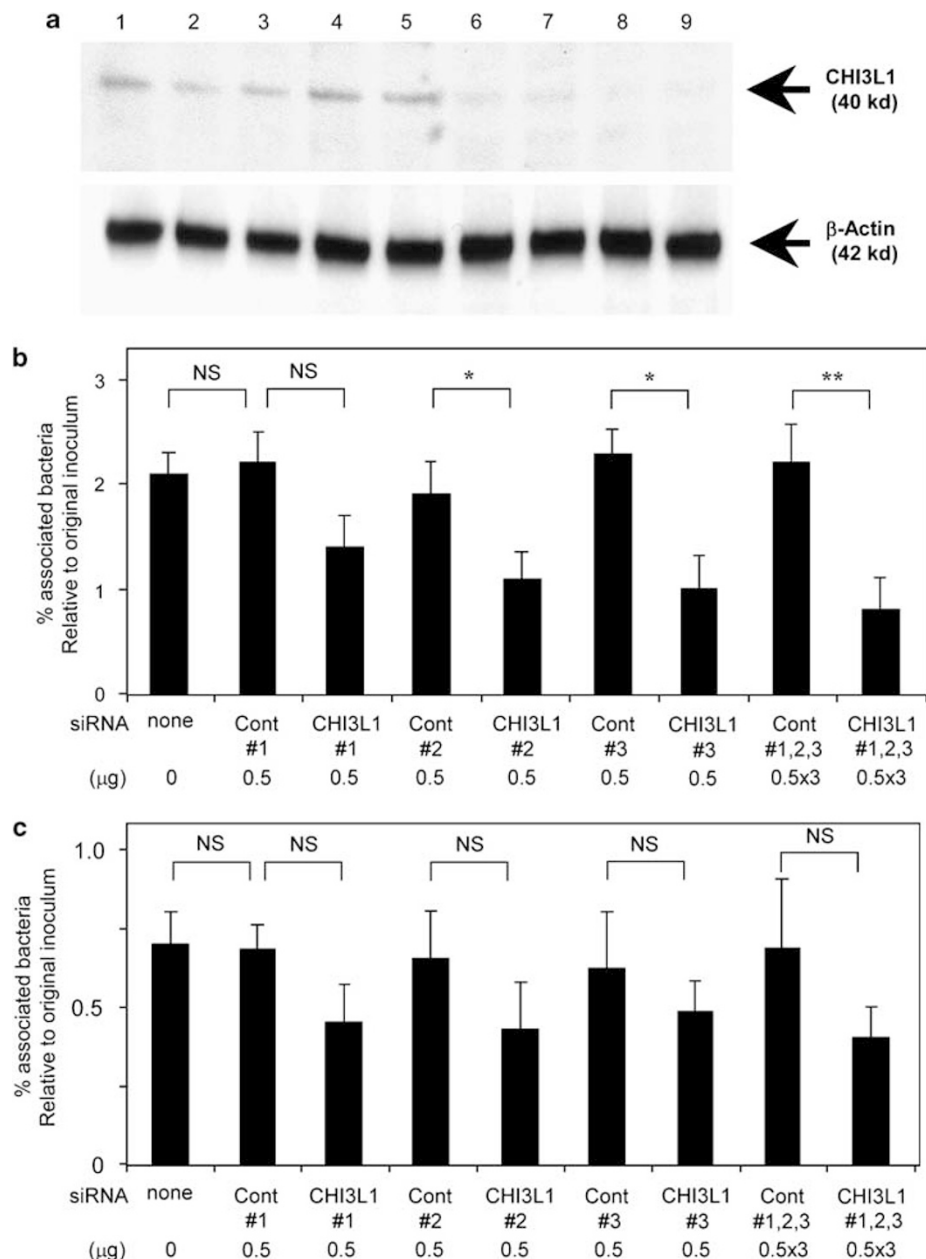 a 1 2 3 4 5 6 7 8 9
CHI3L1
(40 kd)
β-Actin
(42 kd)
b
3
2
1
0
% associated bacteria
Relative to original inoculum
NS NS * * **
siRNA none Cont CHI3L1 Cont CHI3L1 Cont CHI3L1 Cont CHI3L1
#1 #1 #2 #2 #3 #3 #1,2,3 #1,2,3
(μg) 0 0.5 0.5 0.5 0.5 0.5 0.5 0.5x3 0.5x3
c
1.0
0.5
0
% associated bacteria
Relative to original inoculum
NS NS NS NS NS
siRNA none Cont CHI3L1 Cont CHI3L1 Cont CHI3L1 Cont CHI3L1
#1 #1 #2 #2 #3 #3 #1,2,3 #1,2,3
(μg) 0 0.5 0.5 0.5 0.5 0.5 0.5 0.5x3 0.5x3